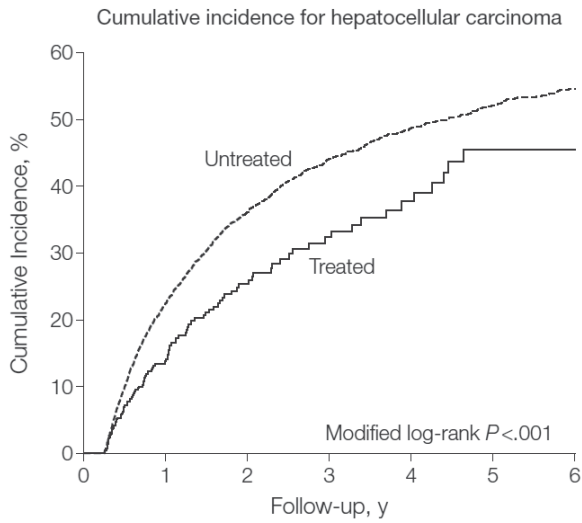 Cumulative incidence for hepatocellular carcinoma
60
50
40
30
20
10
0
Cumulative Incidence, %
Untreated
Treated
Modified log-rank P<.001
0 1 2 3 4 5 6
Follow-up, y